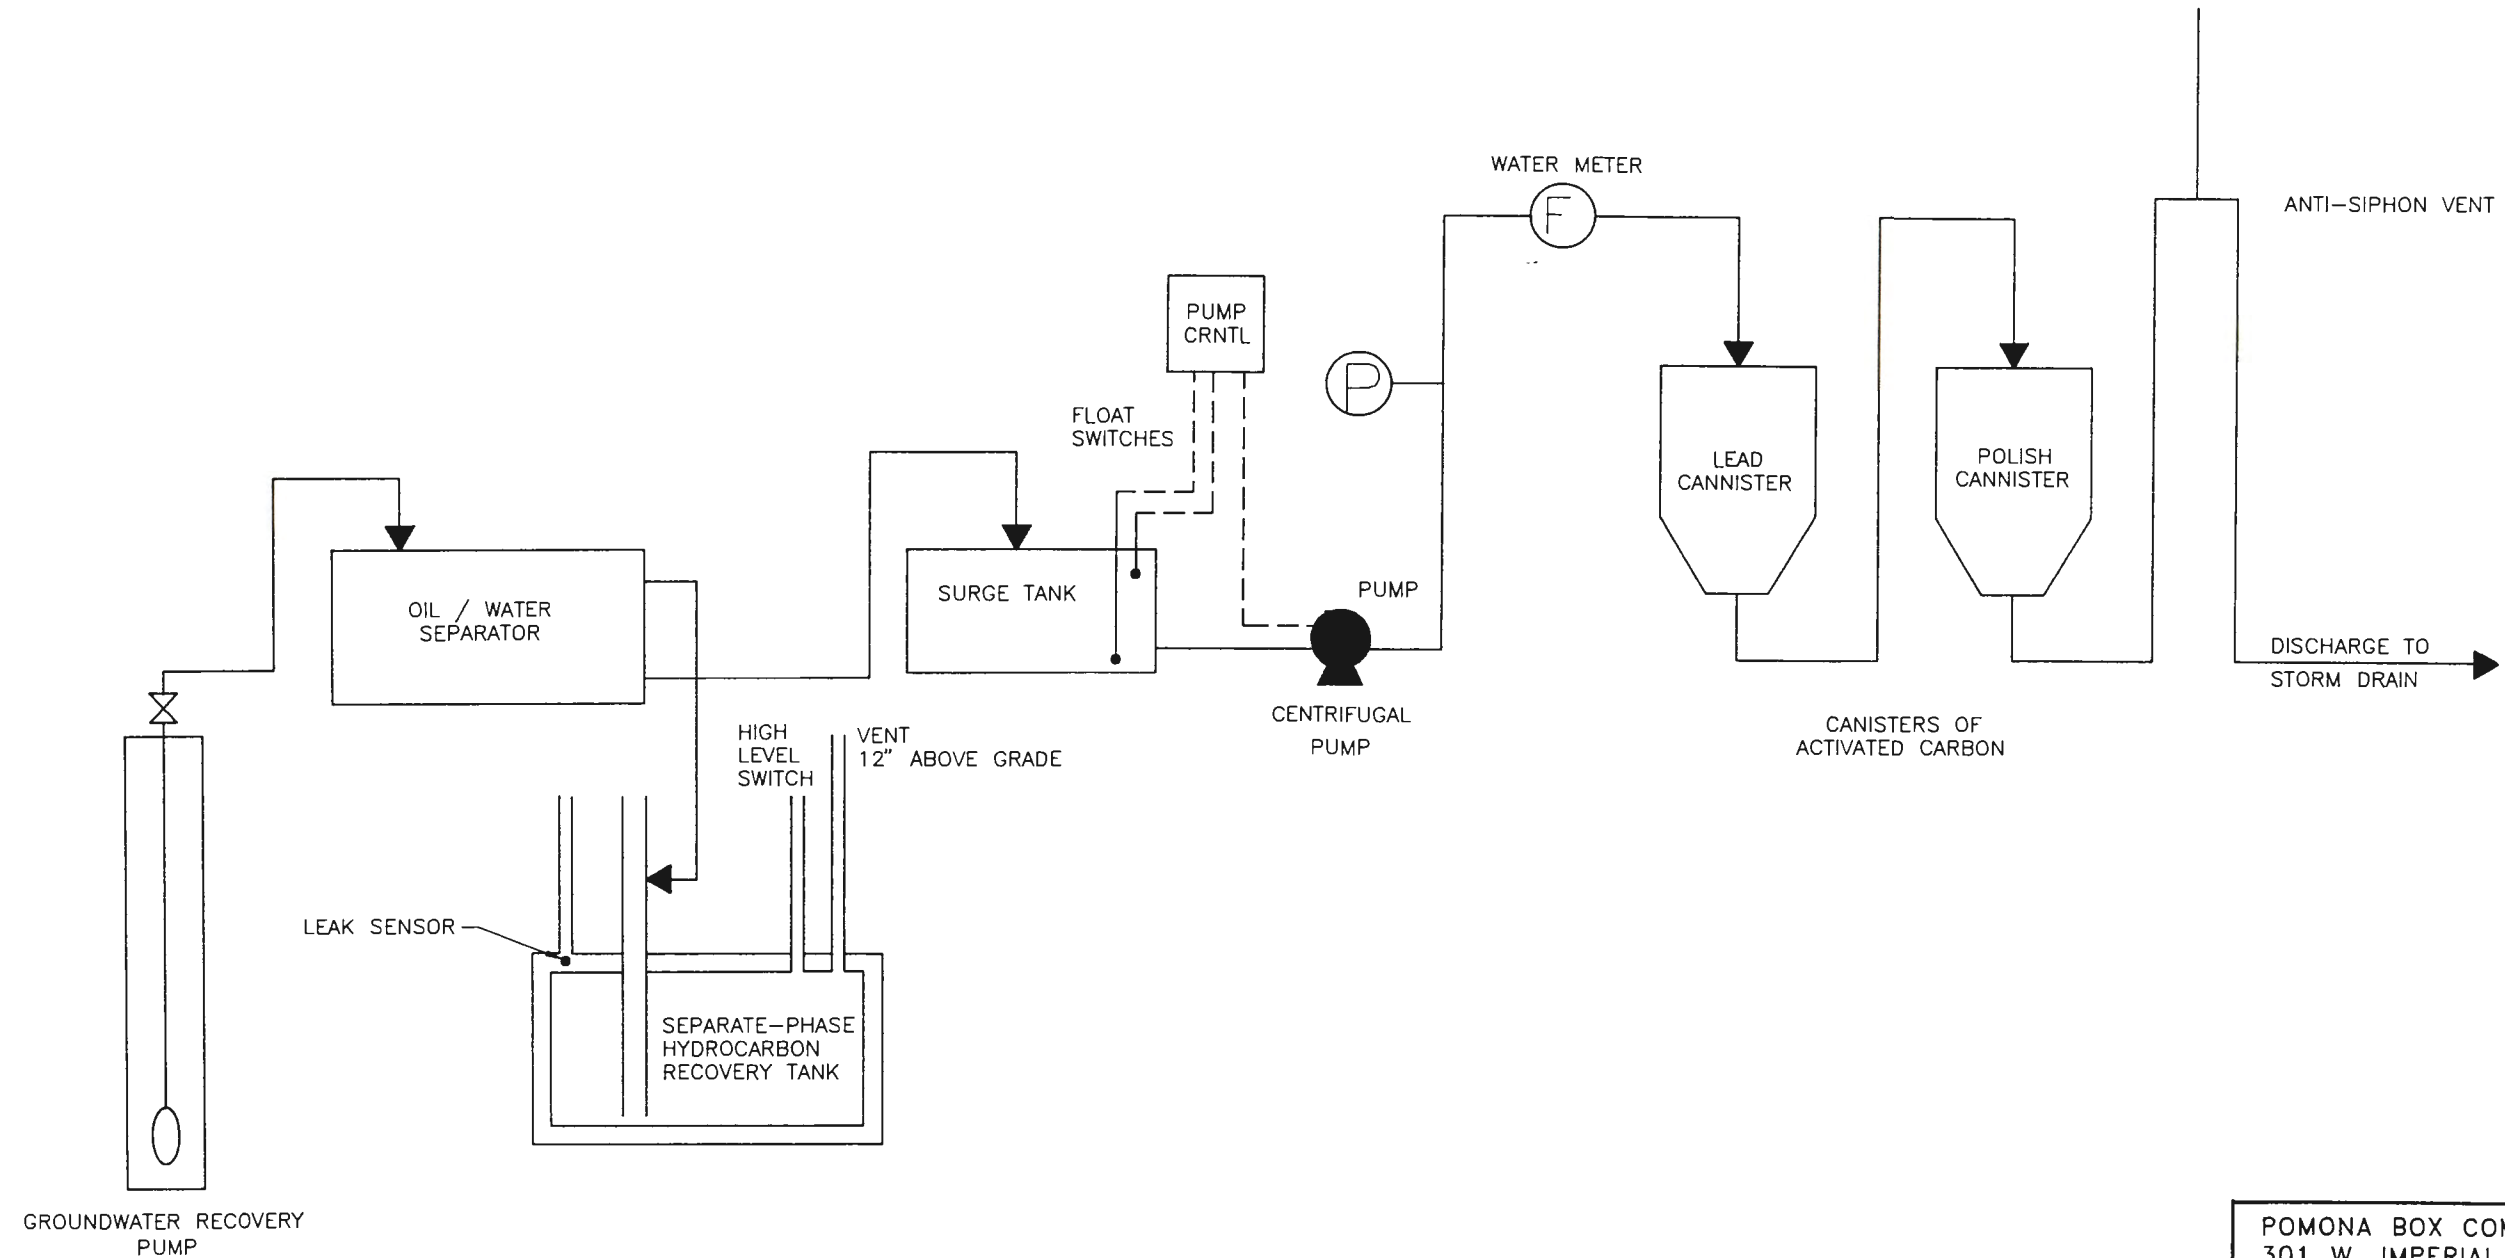 WATER METER
F
ANTI-SIPHON VENT
PUMP
CRNTL
P
FLOAT
SWITCHES
LEAD
CANNISTER
POLISH
CANNISTER
OIL / WATER
SEPARATOR
SURGE TANK
PUMP
DISCHARGE TO
STORM DRAIN
CENTRIFUGAL
PUMP
CANISTERS OF
ACTIVATED CARBON
HIGH
LEVEL
SWITCH
VENT
12" ABOVE GRADE
LEAK SENSOR
SEPARATE-PHASE
HYDROCARBON
RECOVERY TANK
GROUNDWATER RECOVERY
PUMP
POMONA BOX
301 W. IMPERIAL